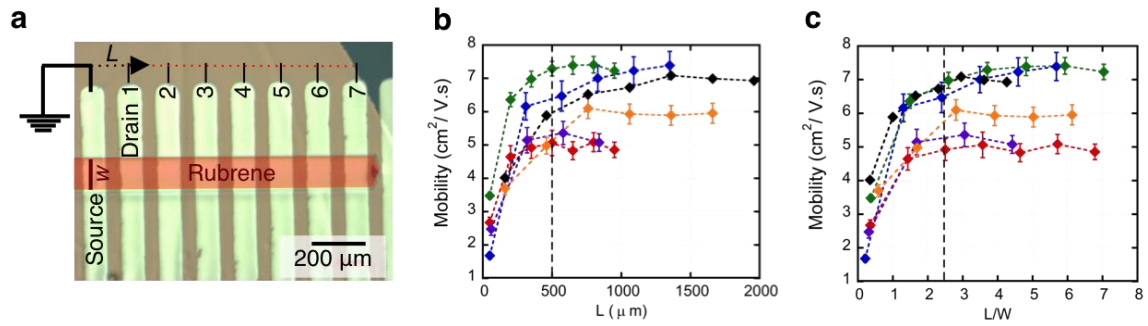 a
L
Drain 1 2 3 4 5 6 7
W
Rubrene
Source
200 μm
b
Mobility (cm²/ V.s)
8
7
6
5
4
3
2
1
0 500 1000 1500 2000
L ( μ m)
c
Mobility (cm²/ V.s)
8
7
6
5
4
3
2
1
0 1 2 3 4 5 6 7 8
L/W